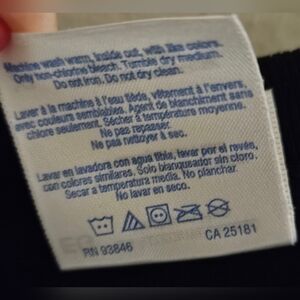 Machine wash warm, inside out, with like colors.
Only non-chlorine bleach. Tumble dry medium.
Do not iron. Do not dry clean.
Laver à la machine à l'eau tiède, vêtement à l'envers,
avec couleurs semblables. Agent de blanchiment sans
chlore seulement. Sécher à température moyenne.
Ne pas repasser.
Ne pas nettoyer à sec.
Lavar en lavadora con agua tibia, lavar por el revés,
con colores similares. Solo blanqueador sin cloro.
Secar a temperatura media. No planchar.
No lavar en seco.
RN 93846 CA 25181